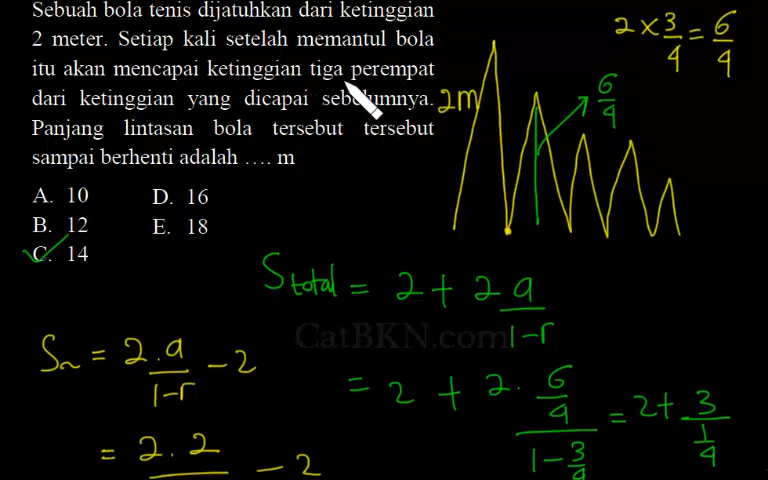 Sebuah bola tenis dijatuhkan dari ketinggian
2 meter. Setiap kali setelah memantul bola
itu akan mencapai ketinggian tiga perempat
dari ketinggian yang dicapai sebelumnya.
Panjang lintasan bola tersebut tersebut
sampai berhenti adalah .... m
A. 10
B. 12
C. 14
D. 16
E. 18
2 × 3/4 = 6/4
2m
6/4
S total = 2 + 2 a/1-r
= 2 + 2. 6/4 / 1 - 3/4 = 2 + 3 / 1/4
CatBKN.com
S~ = 2.a/1-r - 2
= 2.2 - 2